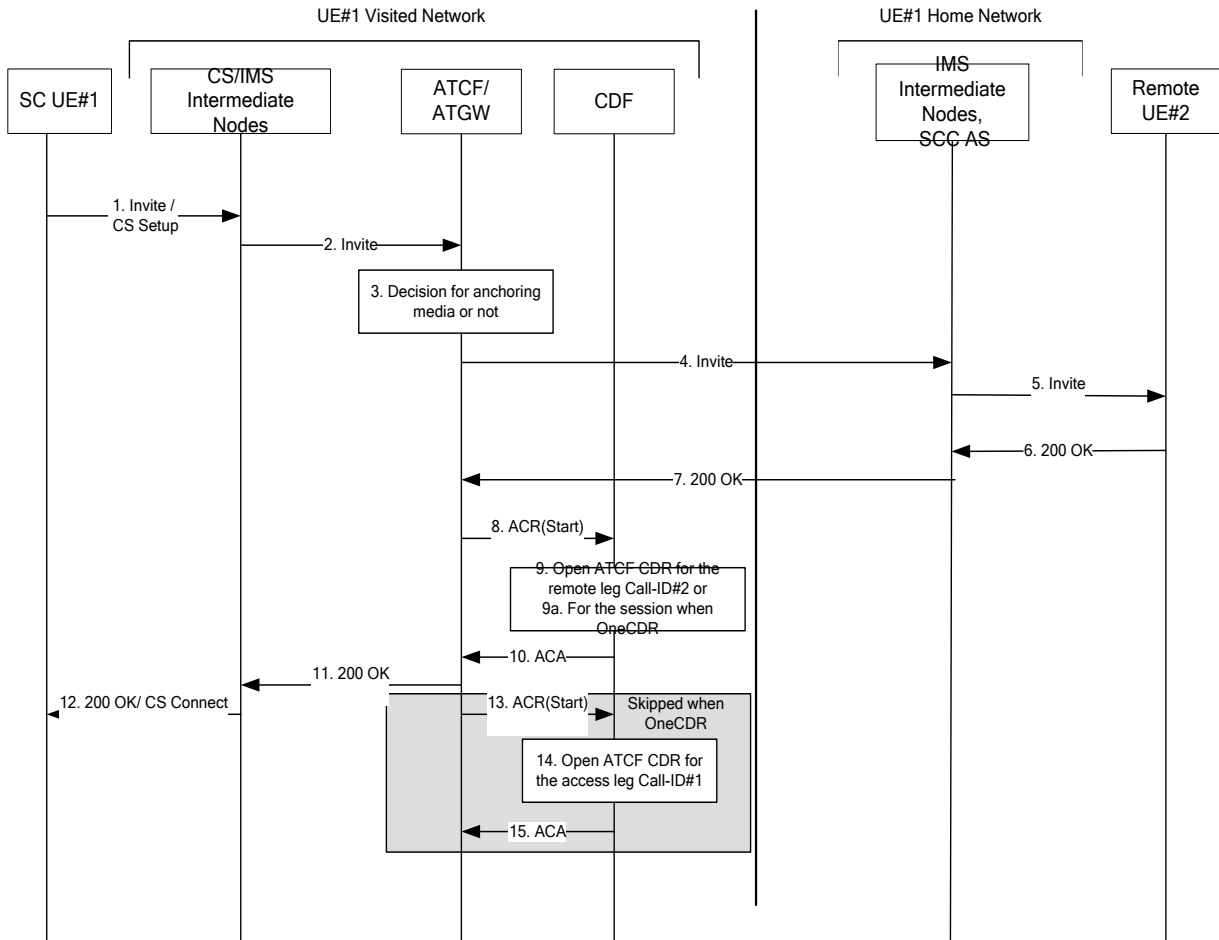 UE#1 Visited Network
UE#1 Home Network
SC UE#1
CS/IMS
Intermediate
Nodes
ATCF/
ATGW
CDF
IMS
Intermediate
Nodes,
SCC AS
Remote
UE#2
1. Invite /
CS Setup
2. Invite
3. Decision for anchoring
media or not
4. Invite
5. Invite
6. 200 OK
7. 200 OK
8. ACR(Start)
9. Open ATCF CDR for the
remote leg Call-ID#2 or
9a. For the session when
OneCDR
10. ACA
11. 200 OK
12. 200 OK/ CS Connect
13. ACR(Start)
Skipped when
OneCDR
14. Open ATCF CDR for
the access leg Call-ID#1
15. ACA